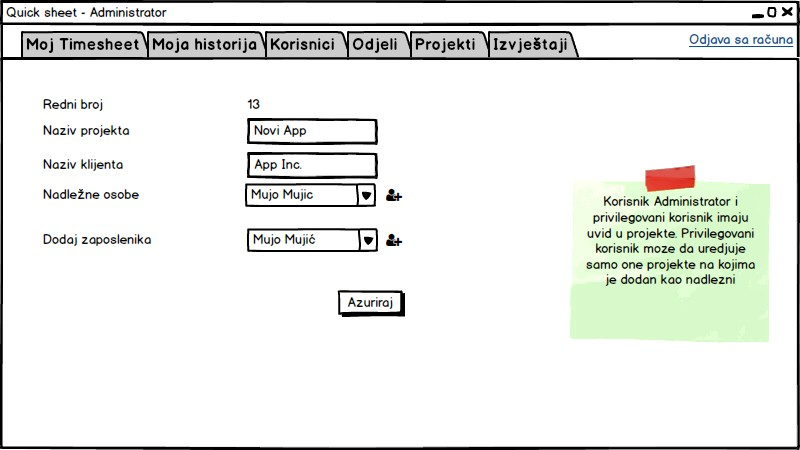 Quick sheet - Administrator
Moj Timesheet Moja historija Korisnici Odjeli Projekti Izvještaji
Odjava sa računa
Redni broj 13
Naziv projekta Novi App
Naziv klijenta App Inc.
Nadležne osobe Mujo Mujic
Dodaj zaposlenika Mujo Mujić
Azuriraj
Korisnik Administrator i
privilegovani korisnik imaju
uvid u projekte. Privilegovani
korisnik moze da uredjuje
samo one projekte na kojima
je dodan kao nadlezni